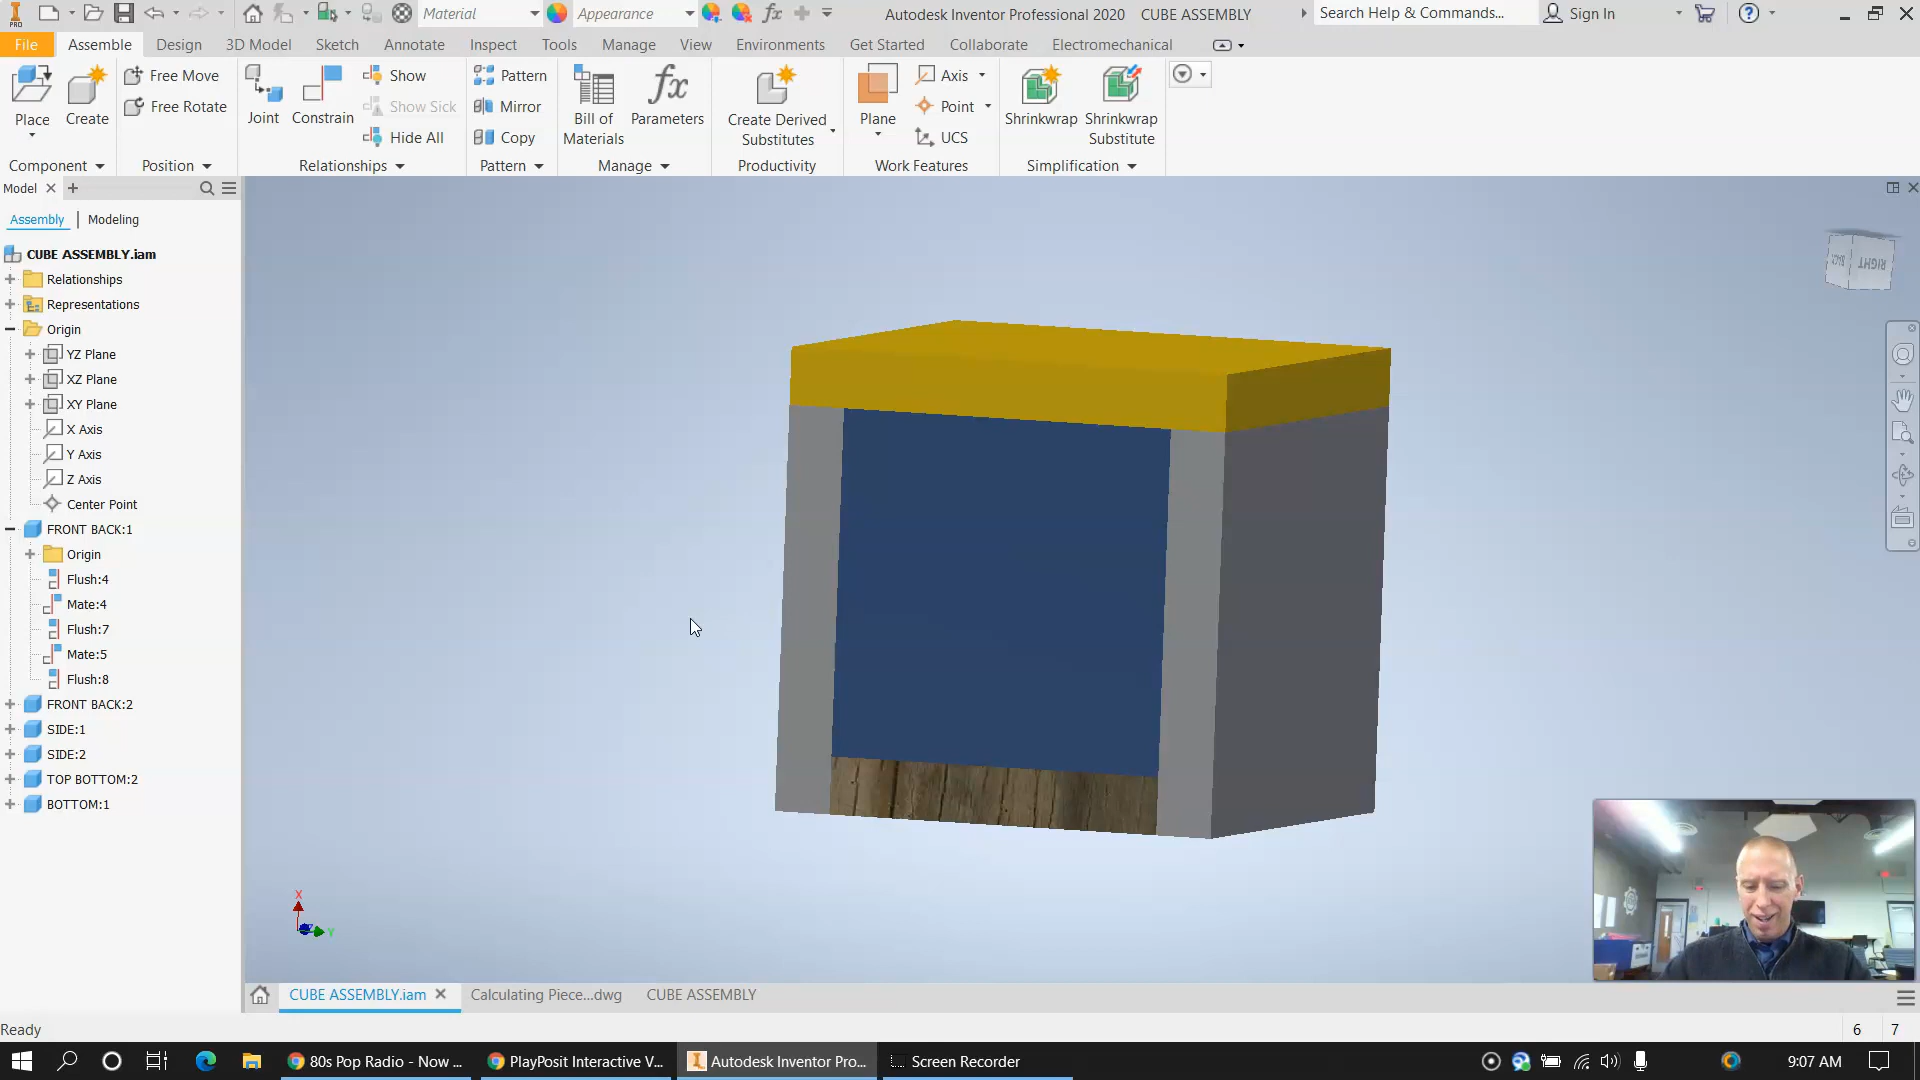 PRO
Material
Appearance
Autodesk Inventor Professional 2020 CUBE ASSEMBLY
Search Help & Commands...
Sign In
File
Assemble
Design
3D Model
Sketch
Annotate
Inspect
Tools
Manage
View
Environments
Get Started
Collaborate
Electromechanical
Place
Create
Free Move
Free Rotate
Joint
Constrain
Show
Show Sick
Hide All
Pattern
Mirror
Copy
Bill of
Materials
fx
Parameters
Create Derived
Substitutes
Plane
Axis
Point
UCS
Shrinkwrap
Shrinkwrap
Substitute
Component
Position
Relationships
Pattern
Manage
Productivity
Work Features
Simplification
Model
Assembly | Modeling
CUBE ASSEMBLY.iam
Relationships
Representations
Origin
YZ Plane
XZ Plane
XY Plane
X Axis
Y Axis
Z Axis
Center Point
FRONT BACK:1
Origin
Flush:4
Mate:4
Flush:7
Mate:5
Flush:8
FRONT BACK:2
SIDE:1
SIDE:2
TOP BOTTOM:2
BOTTOM:1
RIGHT
X
Y
CUBE ASSEMBLY.iam
Calculating Piece...dwg
CUBE ASSEMBLY
Ready
6 7
80s Pop Radio - Now ...
PlayPosit Interactive V...
Autodesk Inventor Pro...
Screen Recorder
9:07 AM